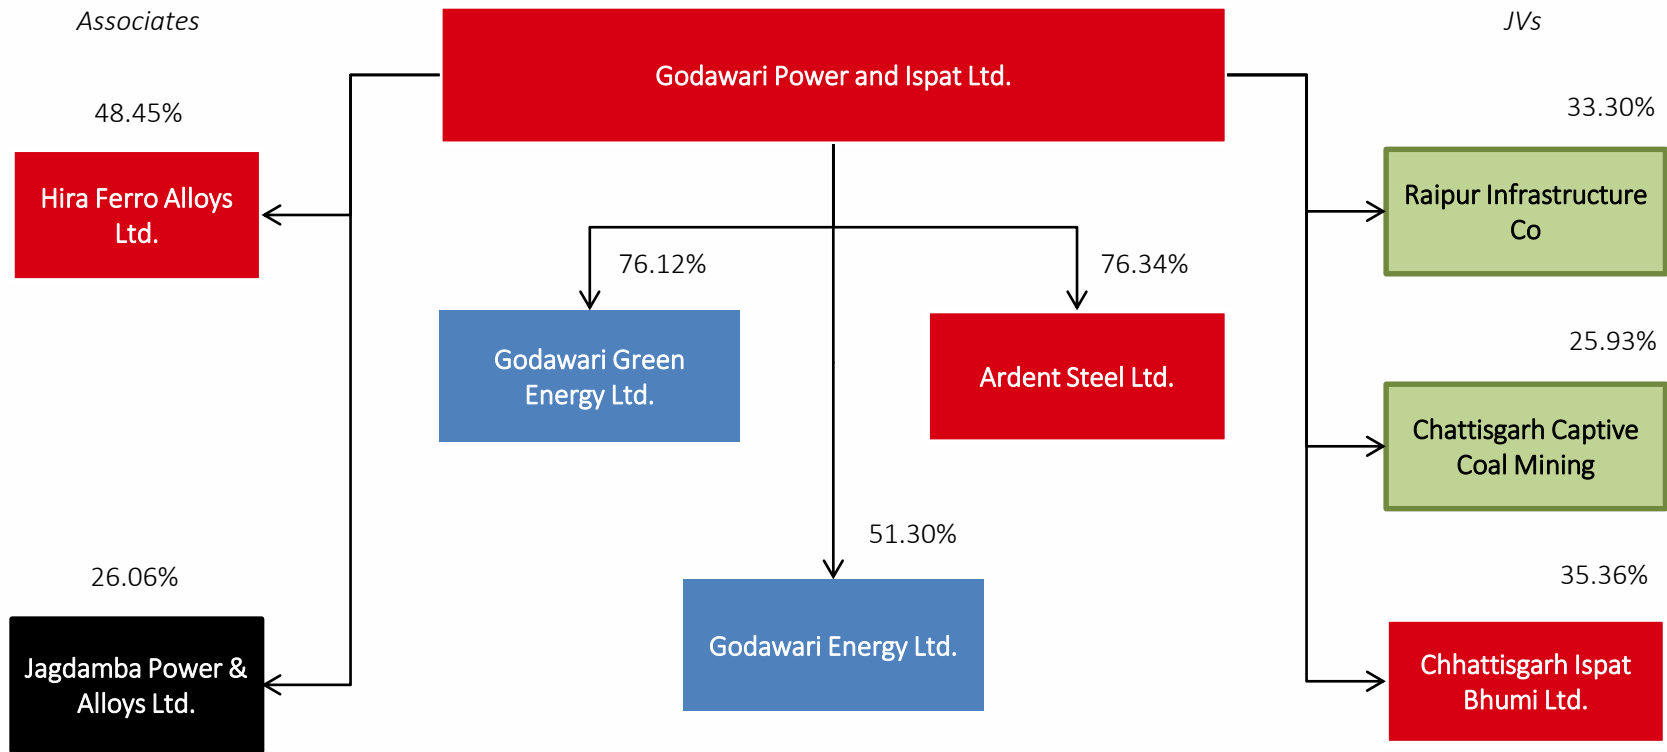 Associates
JVs
Godawari Power and Ispat Ltd.
48.45%
33.30%
Hira Ferro Alloys
Ltd.
Raipur Infrastructure
Co
76.12%
76.34%
Godawari Green
Energy Ltd.
Ardent Steel Ltd.
25.93%
Chattisgarh Captive
Coal Mining
51.30%
26.06%
35.36%
Godawari Energy Ltd.
Jagdamba Power &
Alloys Ltd.
Chhattisgarh Ispat
Bhumi Ltd.